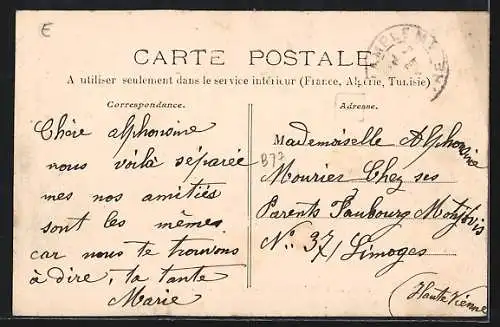 E
CARTE POSTALE
A utiliser seulement dans le service intérieur (France, Algérie, Tunisie)
Correspondance.
Adresse.
Chère alphonsine
nous voilà séparée
mes nos amitiés
sont les mêmes
car nous te trouvons
à dire, ta tante
Marie
B73
Mademoiselle Alphonsine
Mourier Chez ses
Parents Faubourg Montjovis
N° 37/ Limoges
(Haute Vienne